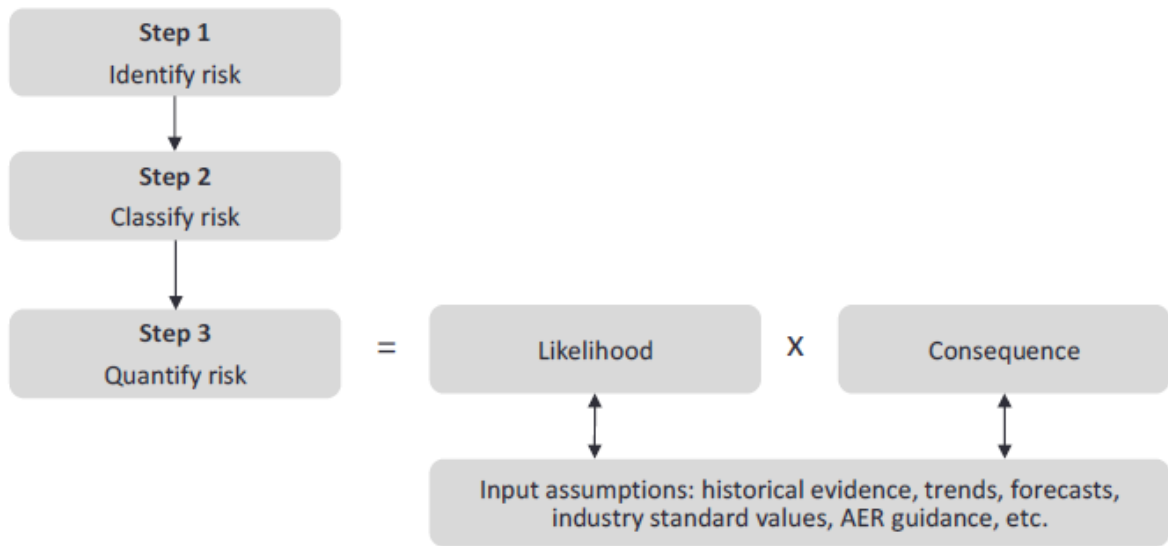 Step 1
Identify risk
Step 2
Classify risk
Step 3
Quantify risk
=
Likelihood
x
Consequence
Input assumptions: historical evidence, trends, forecasts,
industry standard values, AER guidance, etc.